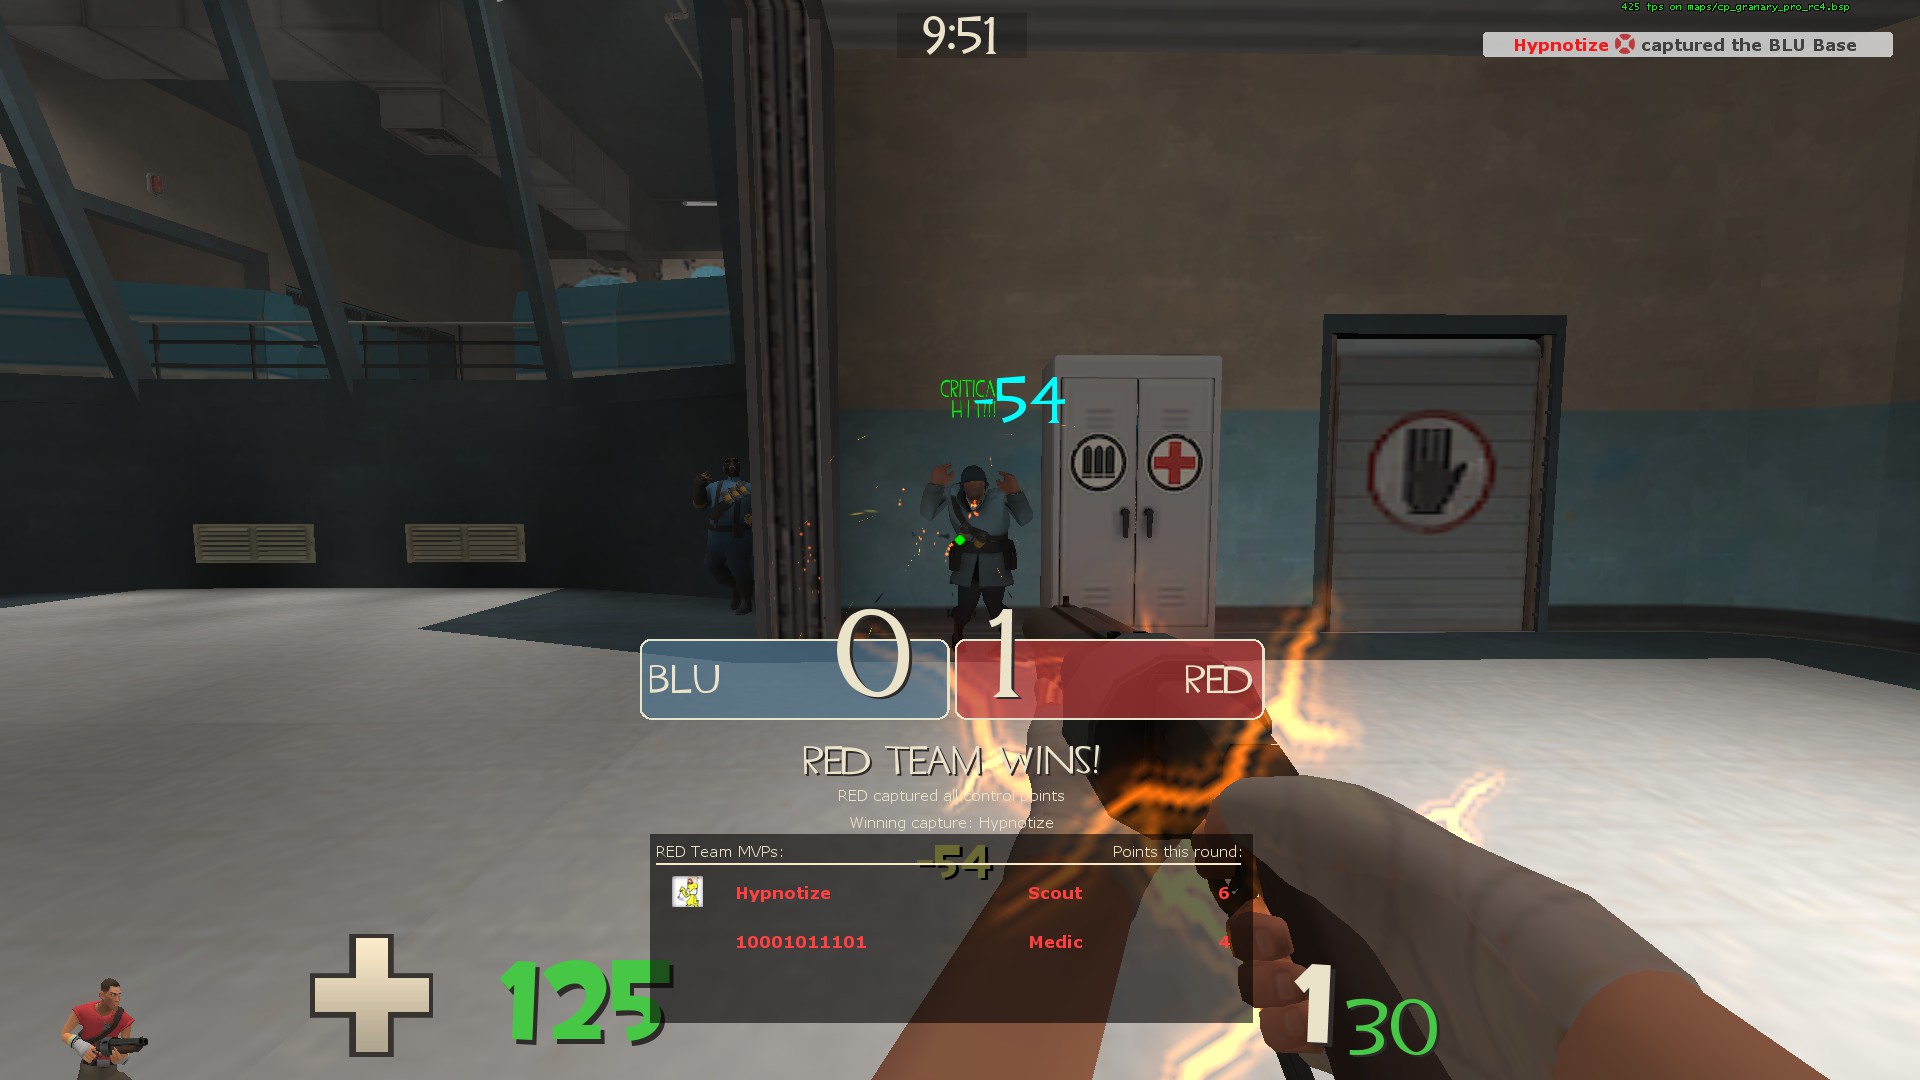 425 fps on maps/cp_granary_pro_rc4.bsp
9:51
Hypnotize captured the BLU Base
CRITICA
HIT!!!
-54
BLU 0 1 RED
RED TEAM WINS!
RED captured all control points
Winning capture: Hypnotize
RED Team MVPs: Points this round:
-54
Hypnotize Scout 6
10001011101 Medic 4
125
1 30